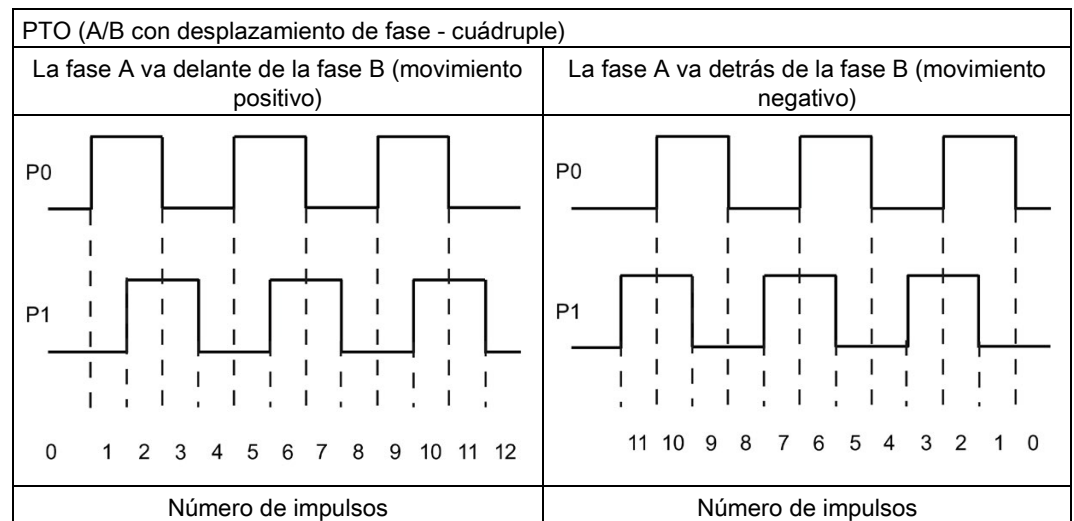 PTO (A/B con desplazamiento de fase - cuádruple)
La fase A va delante de la fase B (movimiento
positivo)
La fase A va detrás de la fase B (movimiento
negativo)
P0
P1
0 1 2 3 4 5 6 7 8 9 10 11 12
P0
P1
11 10 9 8 7 6 5 4 3 2 1 0
Número de impulsos
Número de impulsos